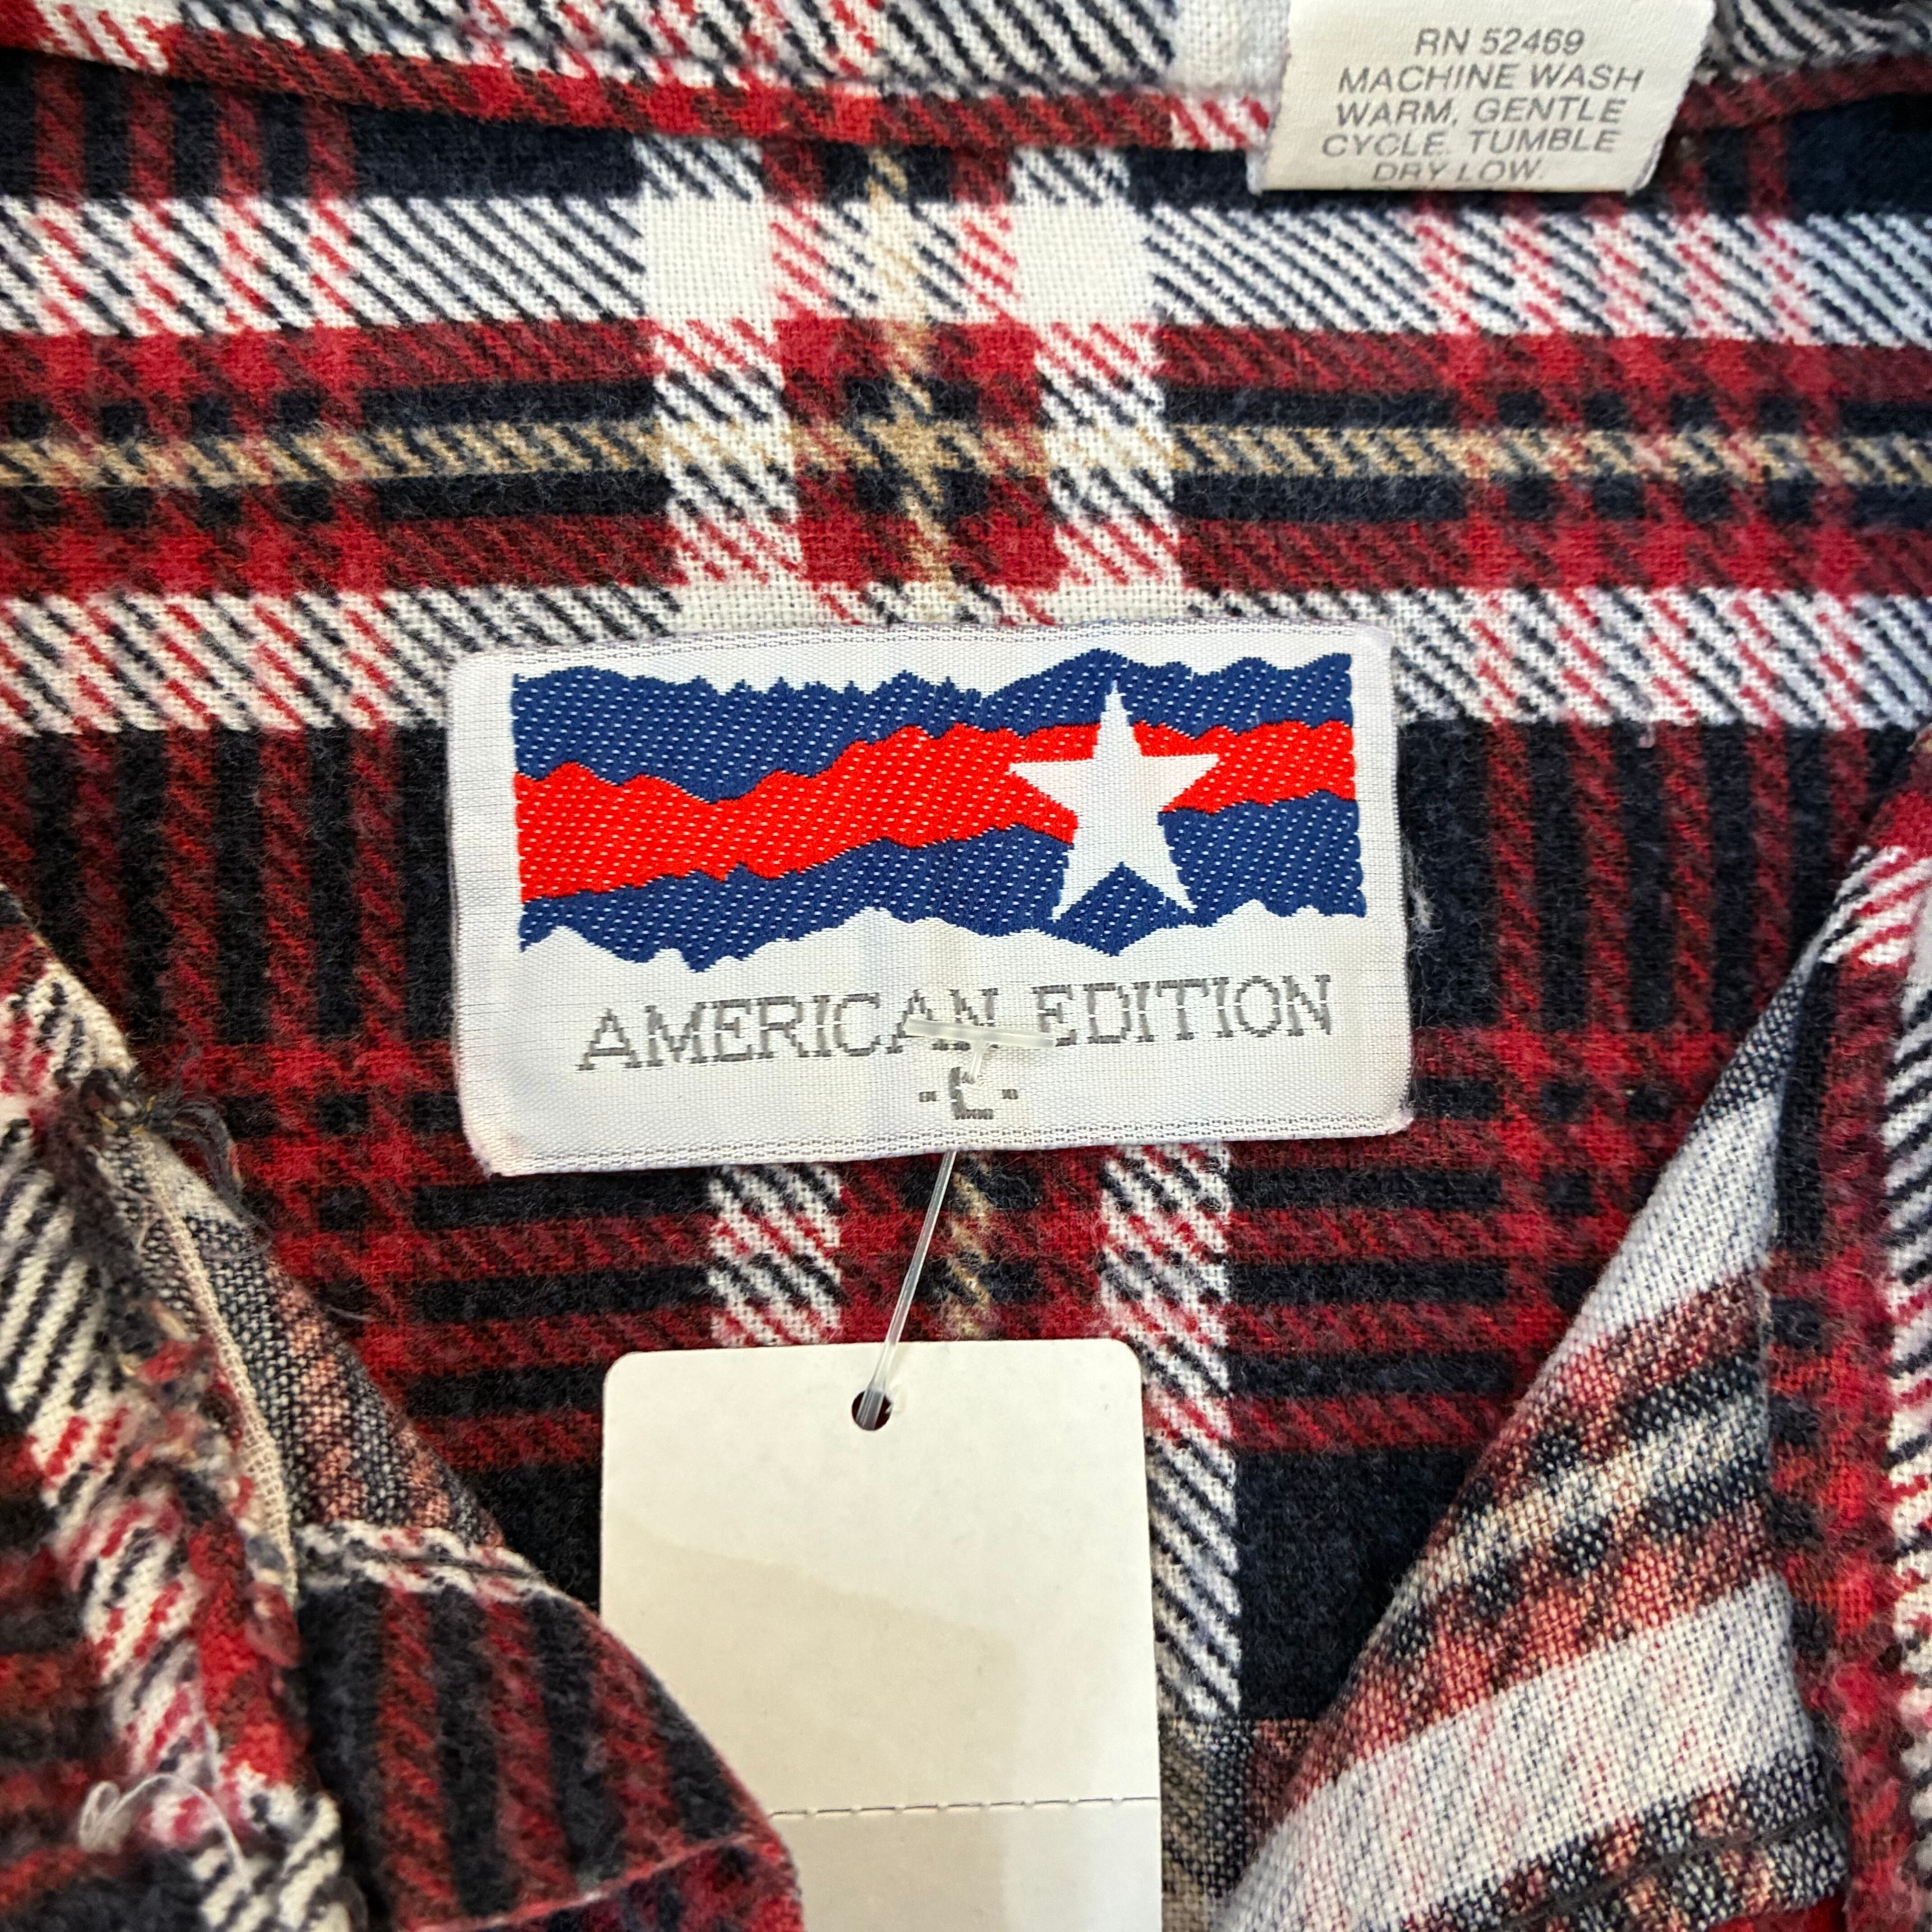 RN 52469
MACHINE WASH
WARM, GENTLE
CYCLE. TUMBLE
DRY LOW.
AMERICAN EDITION
-L-